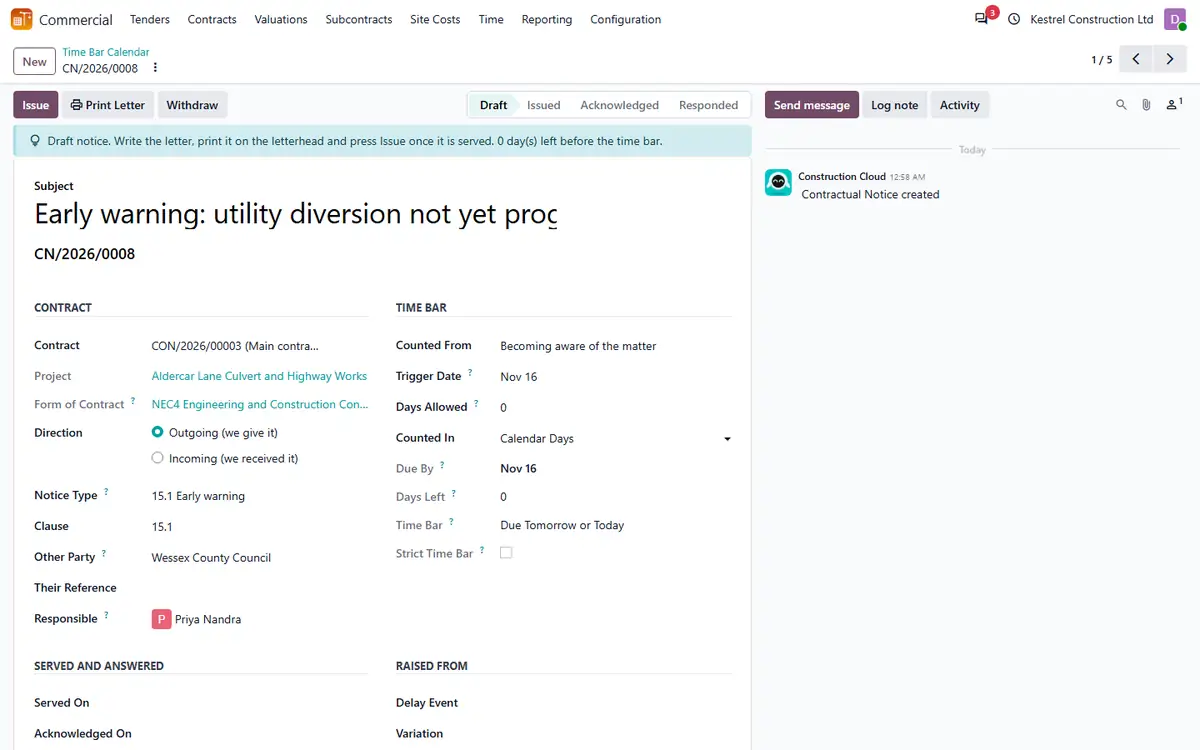 Commercial Tenders Contracts Valuations Subcontracts Site Costs Time Reporting Configuration 3 Kestrel Construction Ltd D
New Time Bar Calendar
CN/2026/0008
1 / 5
Issue Print Letter Withdraw Draft Issued Acknowledged Responded Send message Log note Activity 1
Draft notice. Write the letter, print it on the letterhead and press Issue once it is served. 0 day(s) left before the time bar.
Today
Construction Cloud 12:58 AM
Contractual Notice created
Subject
Early warning: utility diversion not yet prog
CN/2026/0008
CONTRACT
Contract CON/2026/00003 (Main contra...
Project Aldercar Lane Culvert and Highway Works
Form of Contract ? NEC4 Engineering and Construction Con...
Direction Outgoing (we give it)
Incoming (we received it)
Notice Type ? 15.1 Early warning
Clause 15.1
Other Party ? Wessex County Council
Their Reference
Responsible ? P Priya Nandra
TIME BAR
Counted From Becoming aware of the matter
Trigger Date ? Nov 16
Days Allowed ? 0
Counted In Calendar Days
Due By ? Nov 16
Days Left ? 0
Time Bar ? Due Tomorrow or Today
Strict Time Bar ?
SERVED AND ANSWERED
Served On
Acknowledged On
RAISED FROM
Delay Event
Variation